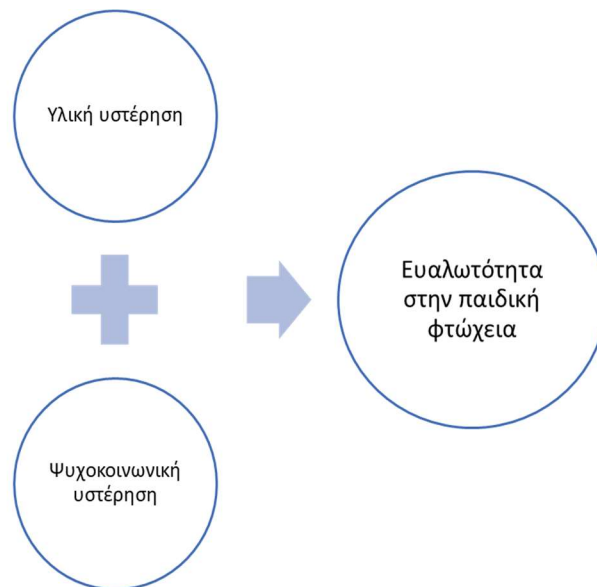 Υλική υστέρηση
Ευαλωτότητα
στην παιδική
φτώχεια
Ψυχοκοινωνική
υστέρηση